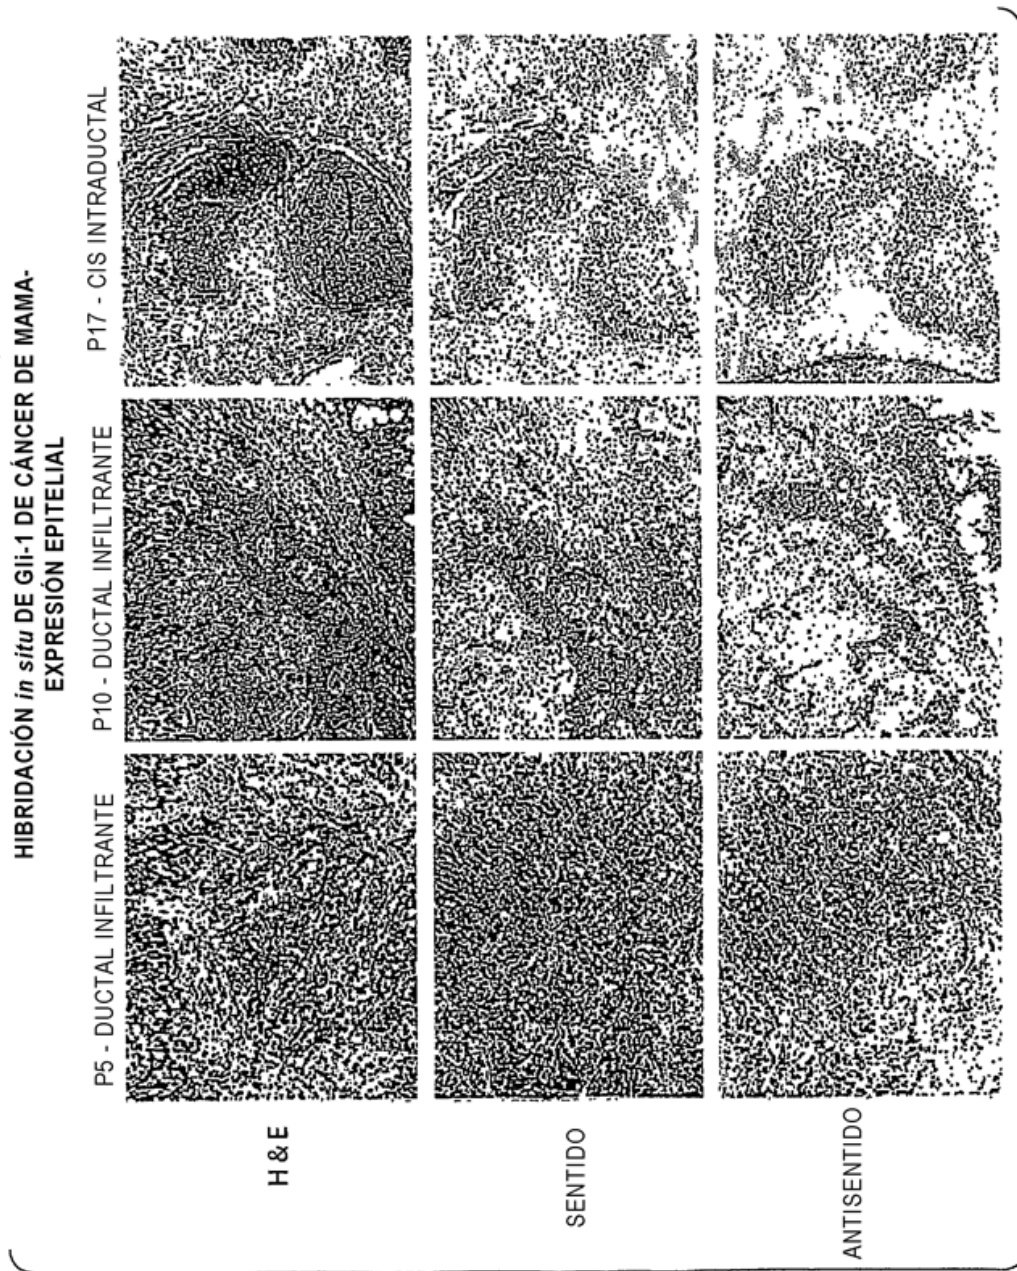 HIBRIDACIÓN in situ DE Gli-1 DE CÁNCER DE MAMA-
EXPRESIÓN EPITELIAL
P5 - DUCTAL INFILTRANTE
P10 - DUCTAL INFILTRANTE
P17 - CIS INTRADUCTAL
H & E
SENTIDO
ANTISENTIDO